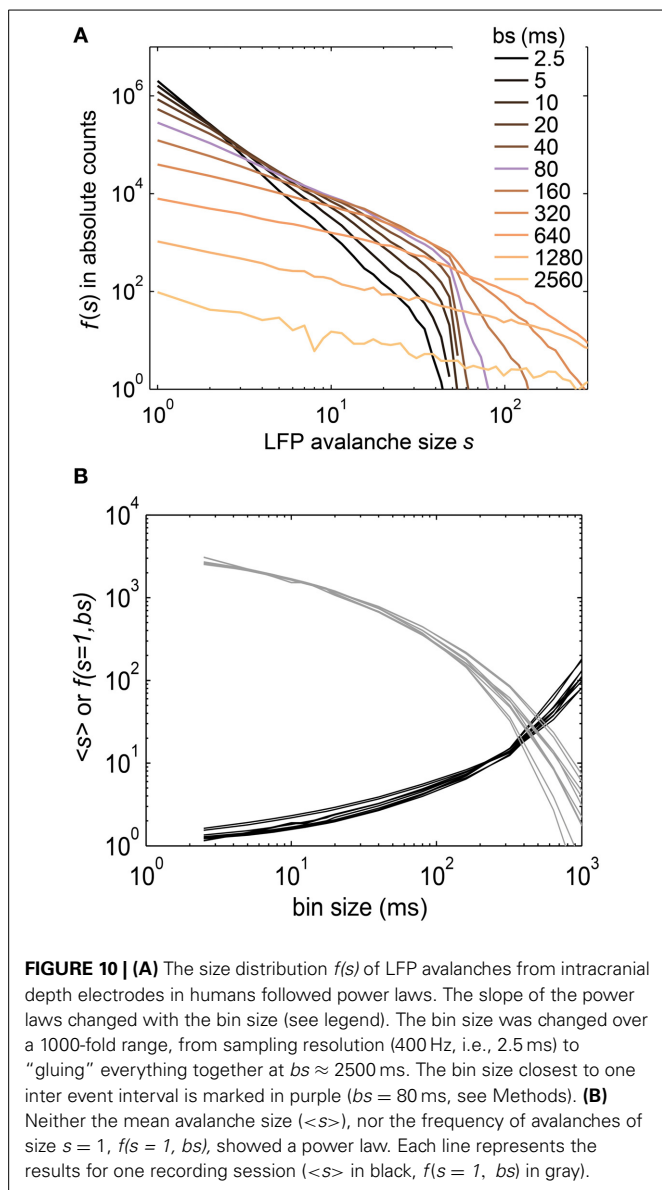 A
bs (ms)
2.5
5
10
20
40
80
160
320
640
1280
2560
f(s) in absolute counts
10^6
10^4
10^2
10^0
10^0
10^1
10^2
LFP avalanche size s
B
<s> or f(s=1,bs)
10^4
10^3
10^2
10^1
10^0
10^0
10^1
10^2
10^3
bin size (ms)
FIGURE 10 | (A) The size distribution f(s) of LFP avalanches from intracranial
depth electrodes in humans followed power laws. The slope of the power
laws changed with the bin size (see legend). The bin size was changed over
a 1000-fold range, from sampling resolution (400 Hz, i.e., 2.5 ms) to
“gluing” everything together at bs ≈ 2500 ms. The bin size closest to one
inter event interval is marked in purple (bs = 80 ms, see Methods). (B)
Neither the mean avalanche size (<s>), nor the frequency of avalanches of
size s = 1, f(s = 1, bs), showed a power law. Each line represents the
results for one recording session (<s> in black, f(s = 1, bs) in gray).